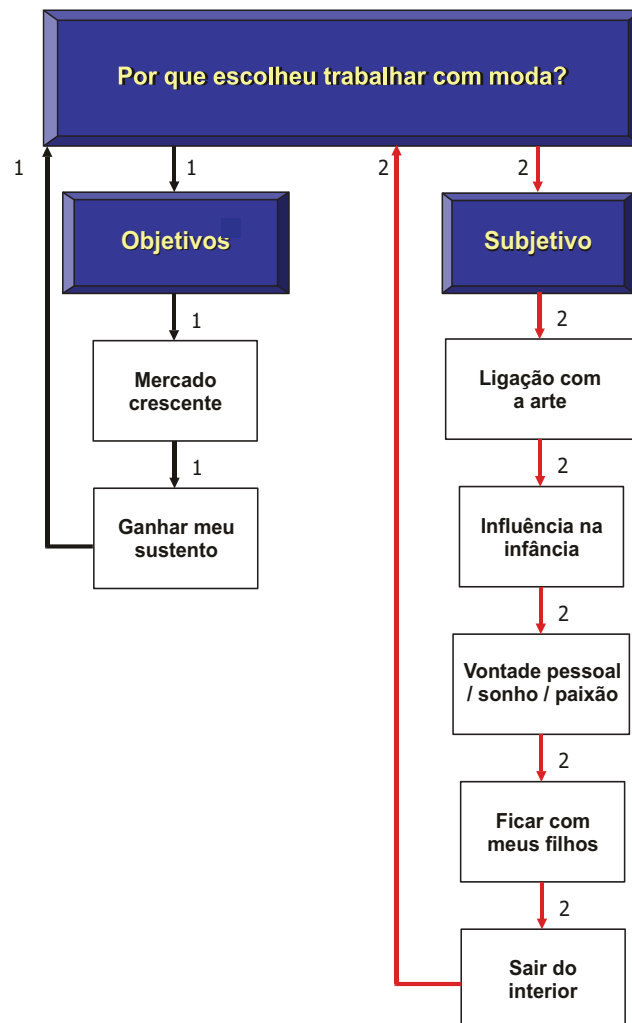 Por que escolheu trabalhar com moda?
1
1
2
2
Objetivos
Subjetivo
1
2
Mercado
crescente
Ligação com
a arte
1
2
Ganhar meu
sustento
Influência na
infância
2
Vontade pessoal
/ sonho / paixão
2
Ficar com
meus filhos
2
Sair do
interior